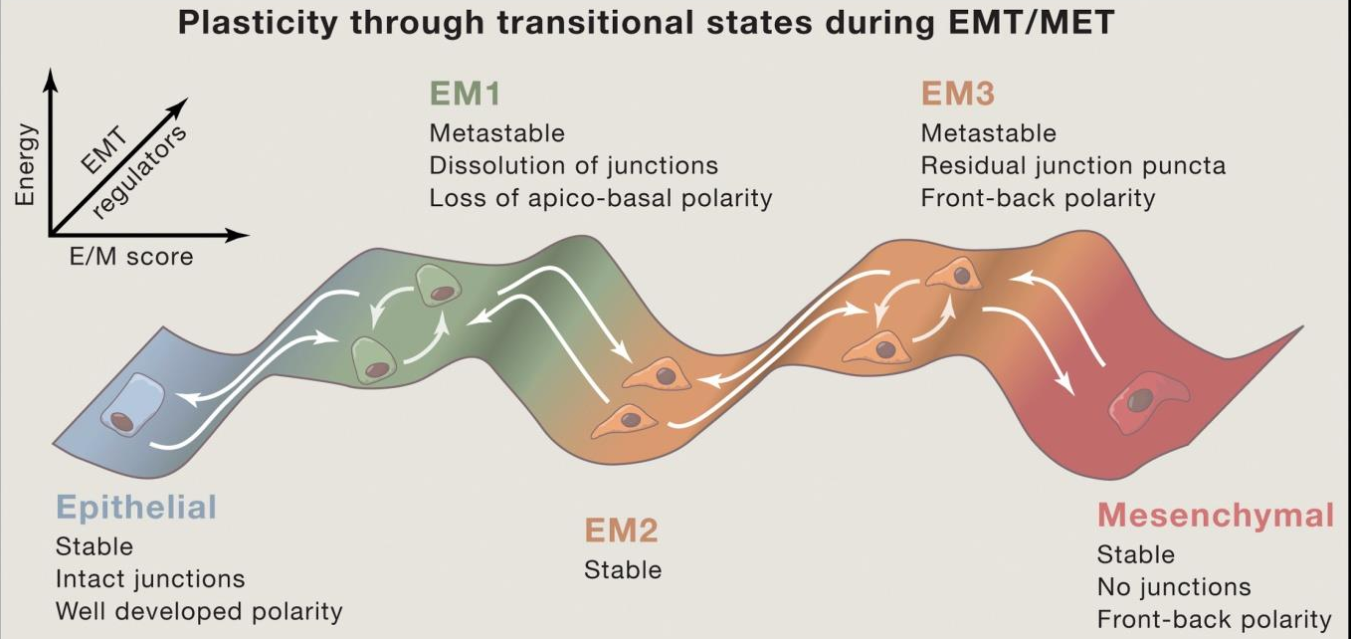 Plasticity through transitional states during EMT/MET
Energy
EMT
regulators
E/M score
EM1
Metastable
Dissolution of junctions
Loss of apico-basal polarity
EM3
Metastable
Residual junction puncta
Front-back polarity
Epithelial
Stable
Intact junctions
Well developed polarity
EM2
Stable
Mesenchymal
Stable
No junctions
Front-back polarity